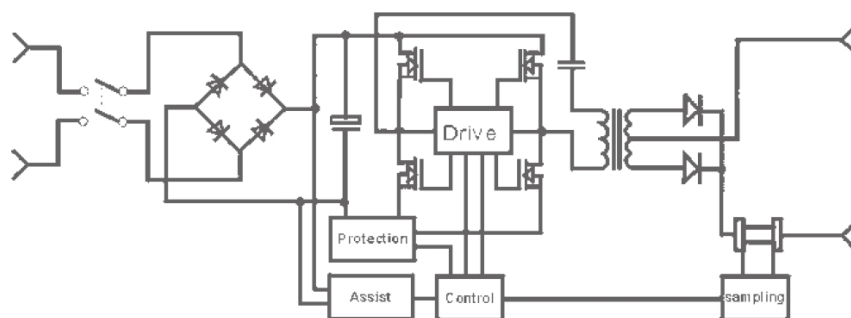 Drive
Protection
Assist
Control
sampling